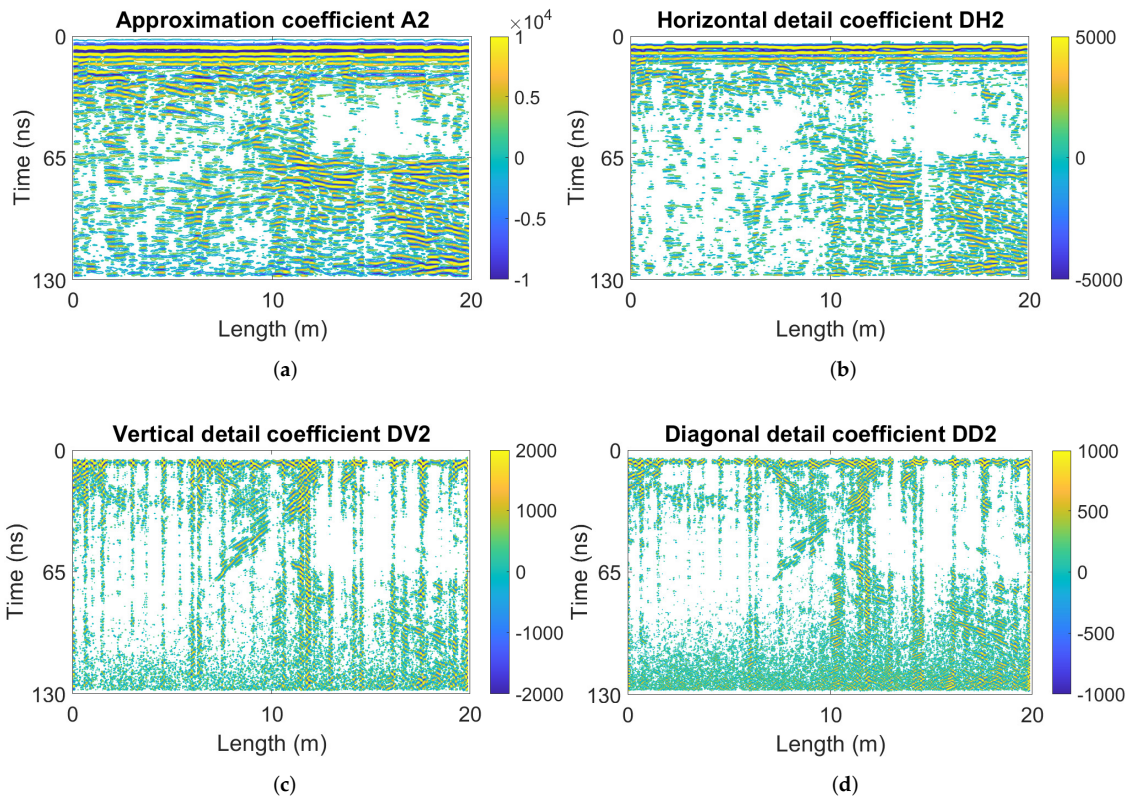 Approximation coefficient A2
×10⁴
0
65
130
Time (ns)
0
10
20
Length (m)
1
0.5
0
-0.5
-1
(a)
Horizontal detail coefficient DH2
0
65
130
Time (ns)
0
10
20
Length (m)
5000
0
-5000
(b)
Vertical detail coefficient DV2
0
65
130
Time (ns)
0
10
20
Length (m)
2000
1000
0
-1000
-2000
(c)
Diagonal detail coefficient DD2
0
65
130
Time (ns)
0
10
20
Length (m)
1000
500
0
-500
-1000
(d)